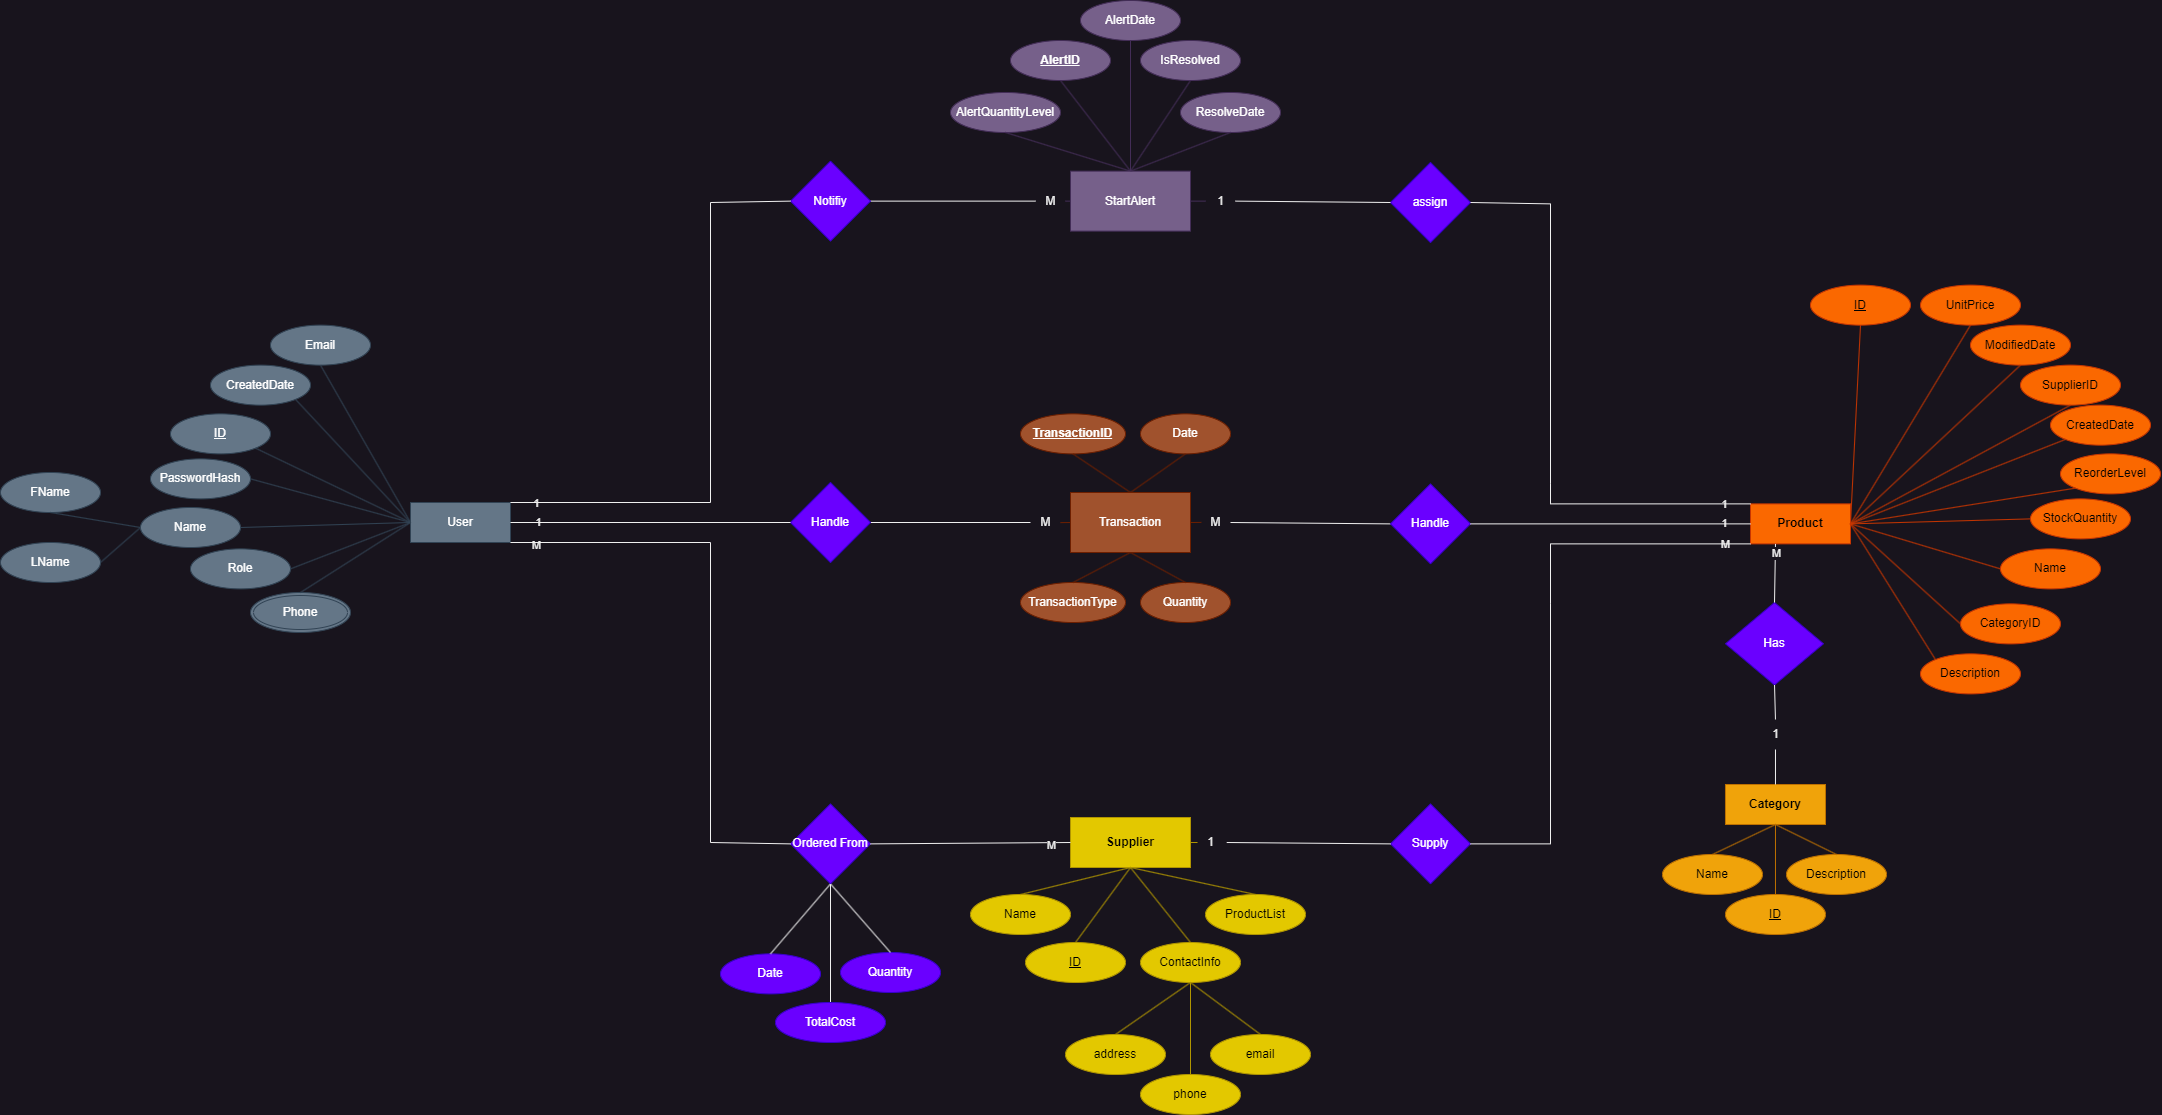 AlertDate
AlertID
IsResolved
AlertQuantityLevel
ResolveDate
Notifiy
M
StartAlert
1
assign
ID
UnitPrice
Email
ModifiedDate
CreatedDate
SupplierID
ID
TransactionID
Date
CreatedDate
PasswordHash
ReorderLevel
FName
1
1
Name
User
1
Handle
M
Transaction
M
Handle
1
Product
StockQuantity
M
M
M
LName
Role
Name
Phone
TransactionType
Quantity
CategoryID
Has
Description
1
Category
Ordered From
M
Supplier
1
Supply
Name
Description
Name
ProductList
ID
Date
Quantity
ID
ContactInfo
TotalCost
address
email
phone